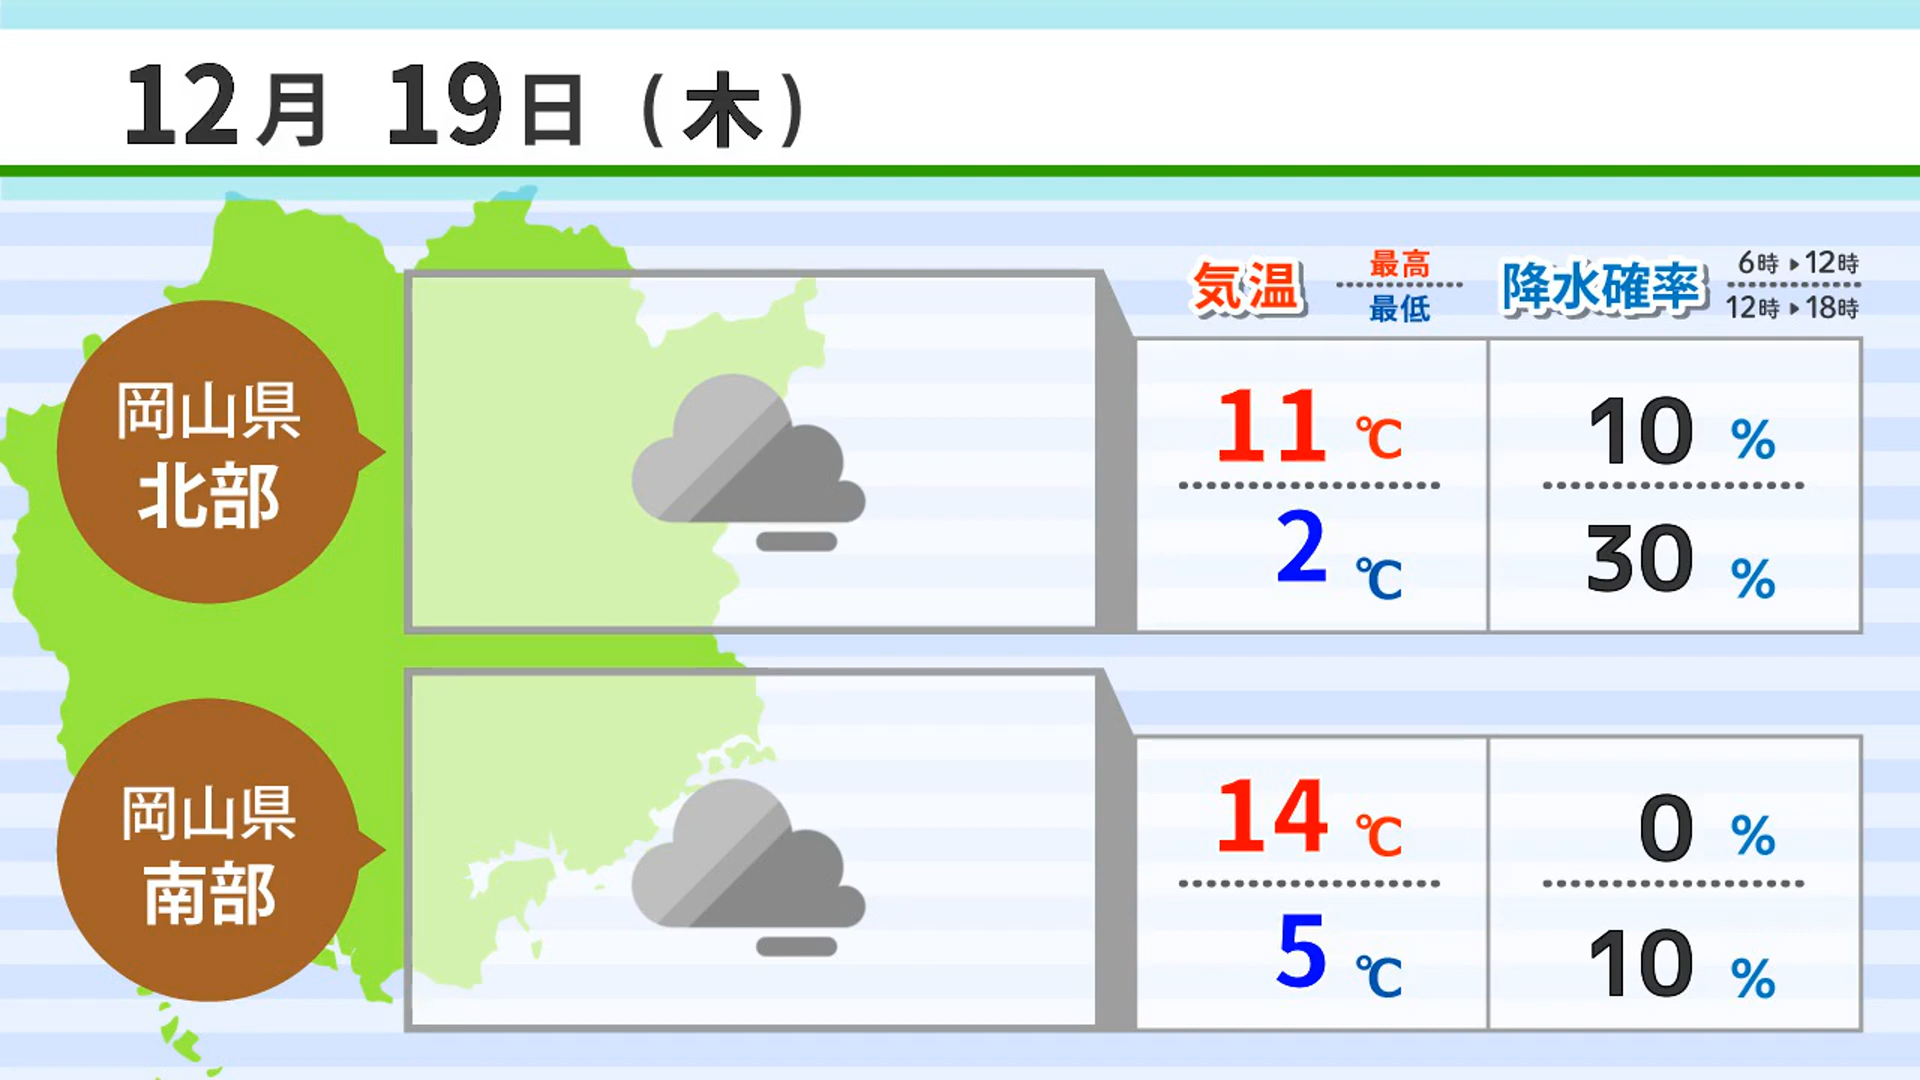 12月 19日 (木)
気温 最高 最低
降水確率 6時▶12時 12時▶18時
岡山県
北部
11 ℃ 10 %
2 ℃ 30 %
岡山県
南部
14 ℃ 0 %
5 ℃ 10 %